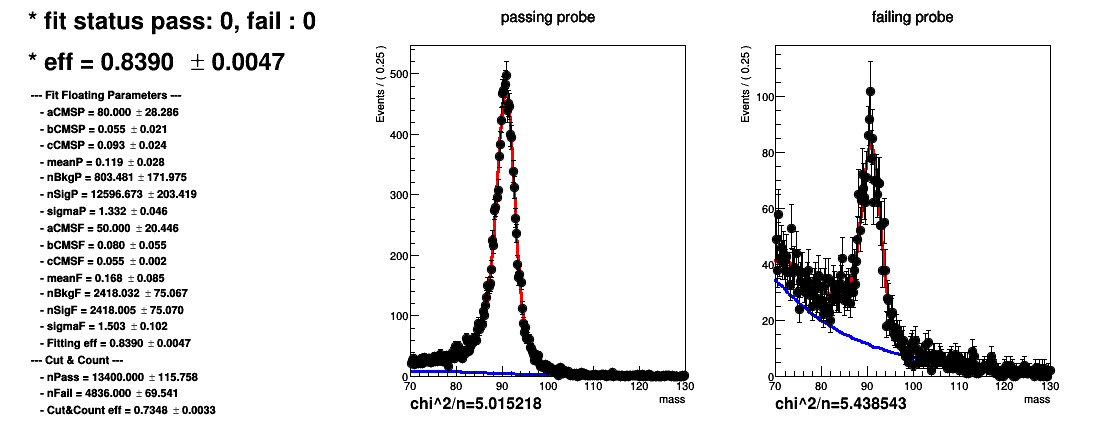 * fit status pass: 0, fail : 0
* eff = 0.8390 ± 0.0047
--- Fit Floating Parameters ---
- aCMSP = 80.000 ± 28.286
- bCMSP = 0.055 ± 0.021
- cCMSP = 0.093 ± 0.024
- meanP = 0.119 ± 0.028
- nBkgP = 803.481 ± 171.975
- nSigP = 12596.673 ± 203.419
- sigmaP = 1.332 ± 0.046
- aCMSF = 50.000 ± 20.446
- bCMSF = 0.080 ± 0.055
- cCMSF = 0.055 ± 0.002
- meanF = 0.168 ± 0.085
- nBkgF = 2418.032 ± 75.067
- nSigF = 2418.005 ± 75.070
- sigmaF = 1.503 ± 0.102
- Fitting eff = 0.8390 ± 0.0047
--- Cut & Count ---
- nPass = 13400.000 ± 115.758
- nFail = 4836.000 ± 69.541
- Cut&Count eff = 0.7348 ± 0.0033
passing probe
Events / ( 0.25 )
500
400
300
200
100
0
70 80 90 100 110 120 130
mass
chi^2/n=5.015218
failing probe
Events / ( 0.25 )
100
80
60
40
20
0
70 80 90 100 110 120 130
mass
chi^2/n=5.438543